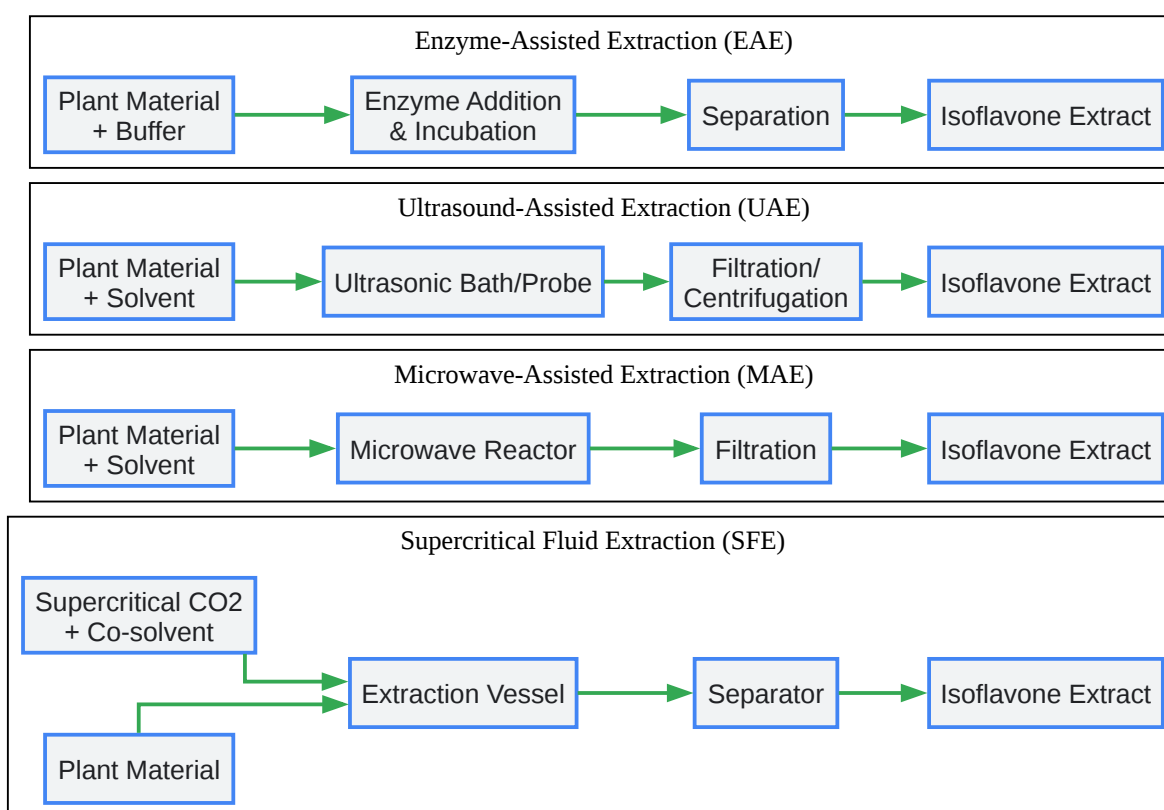 Enzyme-Assisted Extraction (EAE)
Plant Material
+ Buffer
Enzyme Addition
& Incubation
Separation
Isoflavone Extract
Ultrasound-Assisted Extraction (UAE)
Plant Material
+ Solvent
Ultrasonic Bath/Probe
Filtration/
Centrifugation
Isoflavone Extract
Microwave-Assisted Extraction (MAE)
Plant Material
+ Solvent
Microwave Reactor
Filtration
Isoflavone Extract
Supercritical Fluid Extraction (SFE)
Supercritical CO2
+ Co-solvent
Plant Material
Extraction Vessel
Separator
Isoflavone Extract